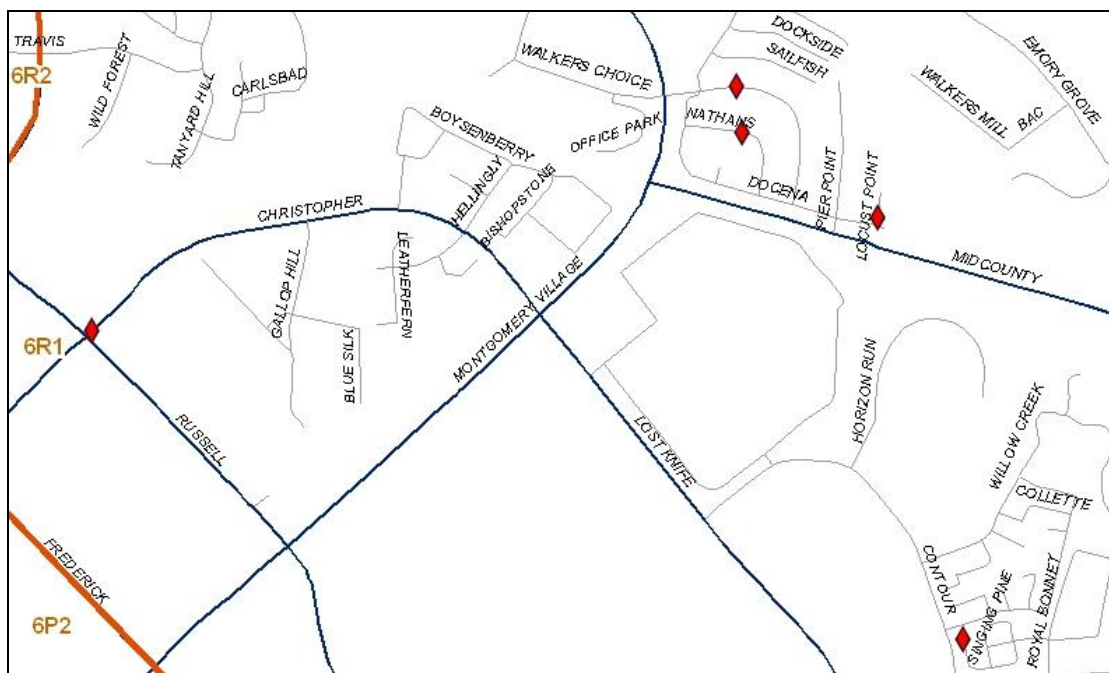 TRAVIS
6R2
WILD FOREST
TANYARD HILL
CARLSBAD
WALKERS CHOICE
DOCKSIDE
SAILFISH
EMORY GROVE
WALKERS MILL
BAC
BOYSENBERRY
OFFICE PARK
NATHANS
HELLINGLY
BISHOPSTONE
DOCENA
PIER POINT
LOCUST POINT
CHRISTOPHER
LEATHERFERN
GALLOP HILL
MIDCOUNTY
MONTGOMERY VILLAGE
6R1
BLUE SILK
HORIZON RUN
RUSSELL
LOST KNIFE
WILLOW CREEK
COLLETTE
FREDERICK
CONTOUR
SINGING PINE
ROYAL BONNET
6P2